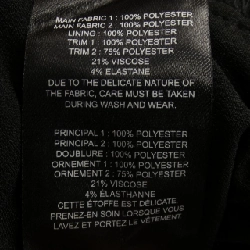 MAIN FABRIC 1 : 100% POLYESTER
MAIN FABRIC 2 : 100% POLYESTER
LINING : 100% POLYESTER
TRIM 1 : 100% POLYESTER
TRIM 2 : 75% POLYESTER
21% VISCOSE
4% ELASTANE
DUE TO THE DELICATE NATURE OF
THE FABRIC, CARE MUST BE TAKEN
DURING WASH AND WEAR.
PRINCIPAL 1 : 100% POLYESTER
PRINCIPAL 2 : 100% POLYESTER
DOUBLURE : 100% POLYESTER
ORNEMENT 1 : 100% POLYESTER
ORNEMENT 2 : 75% POLYESTER
21% VISCOSE
4% ÉLASTHANNE
CETTE ÉTOFFE EST DÉLICATE.
PRENEZ-EN SOIN LORSQUE VOUS
LAVEZ ET PORTEZ LE VÊTEMENT.